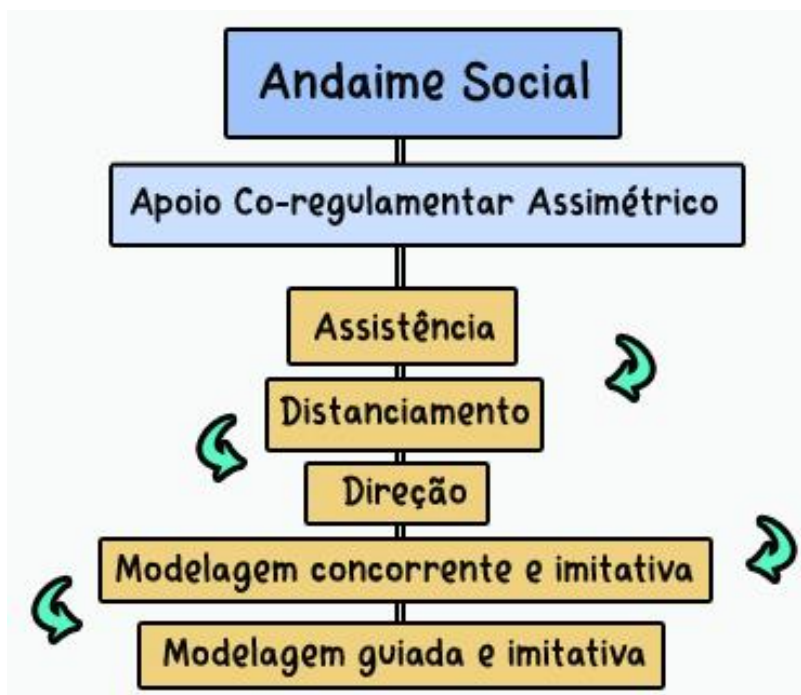 Andaime Social
Apoio Co-regulamentar Assimétrico
Assistência
Distanciamento
Direção
Modelagem concorrente e imitativa
Modelagem guiada e imitativa